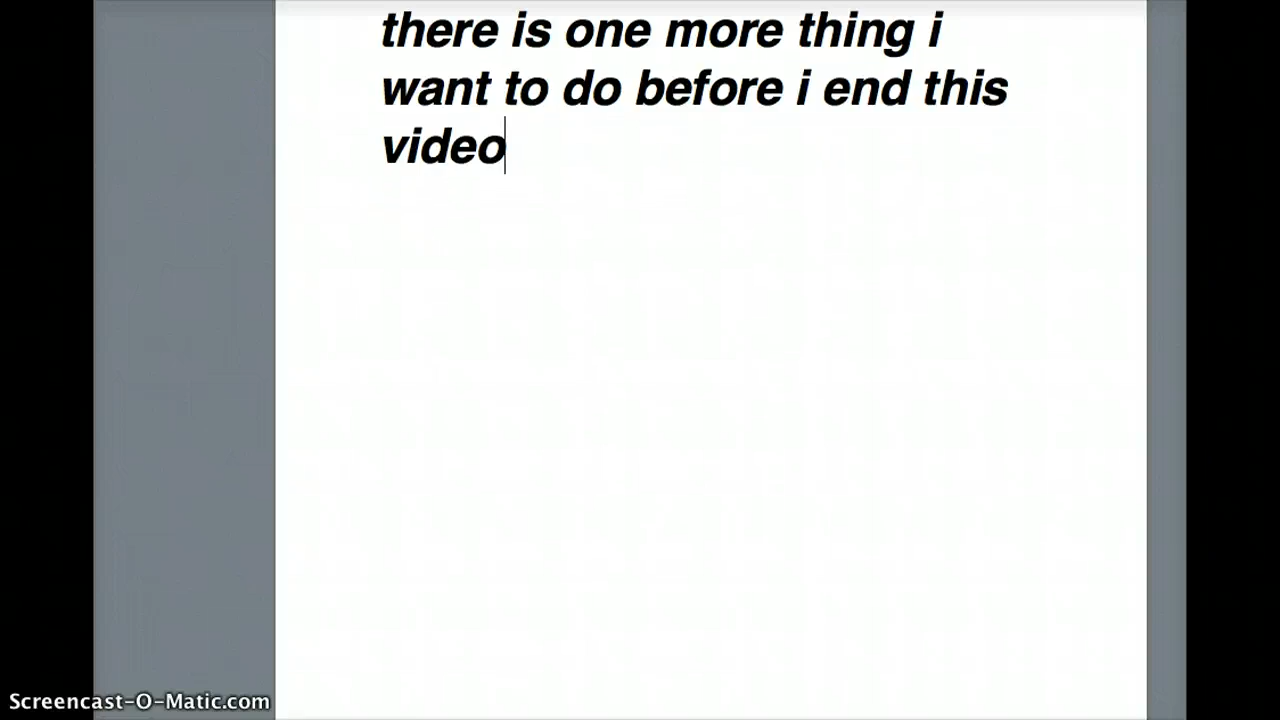 there is one more thing i
want to do before i end this
video
Screencast-O-Matic.com